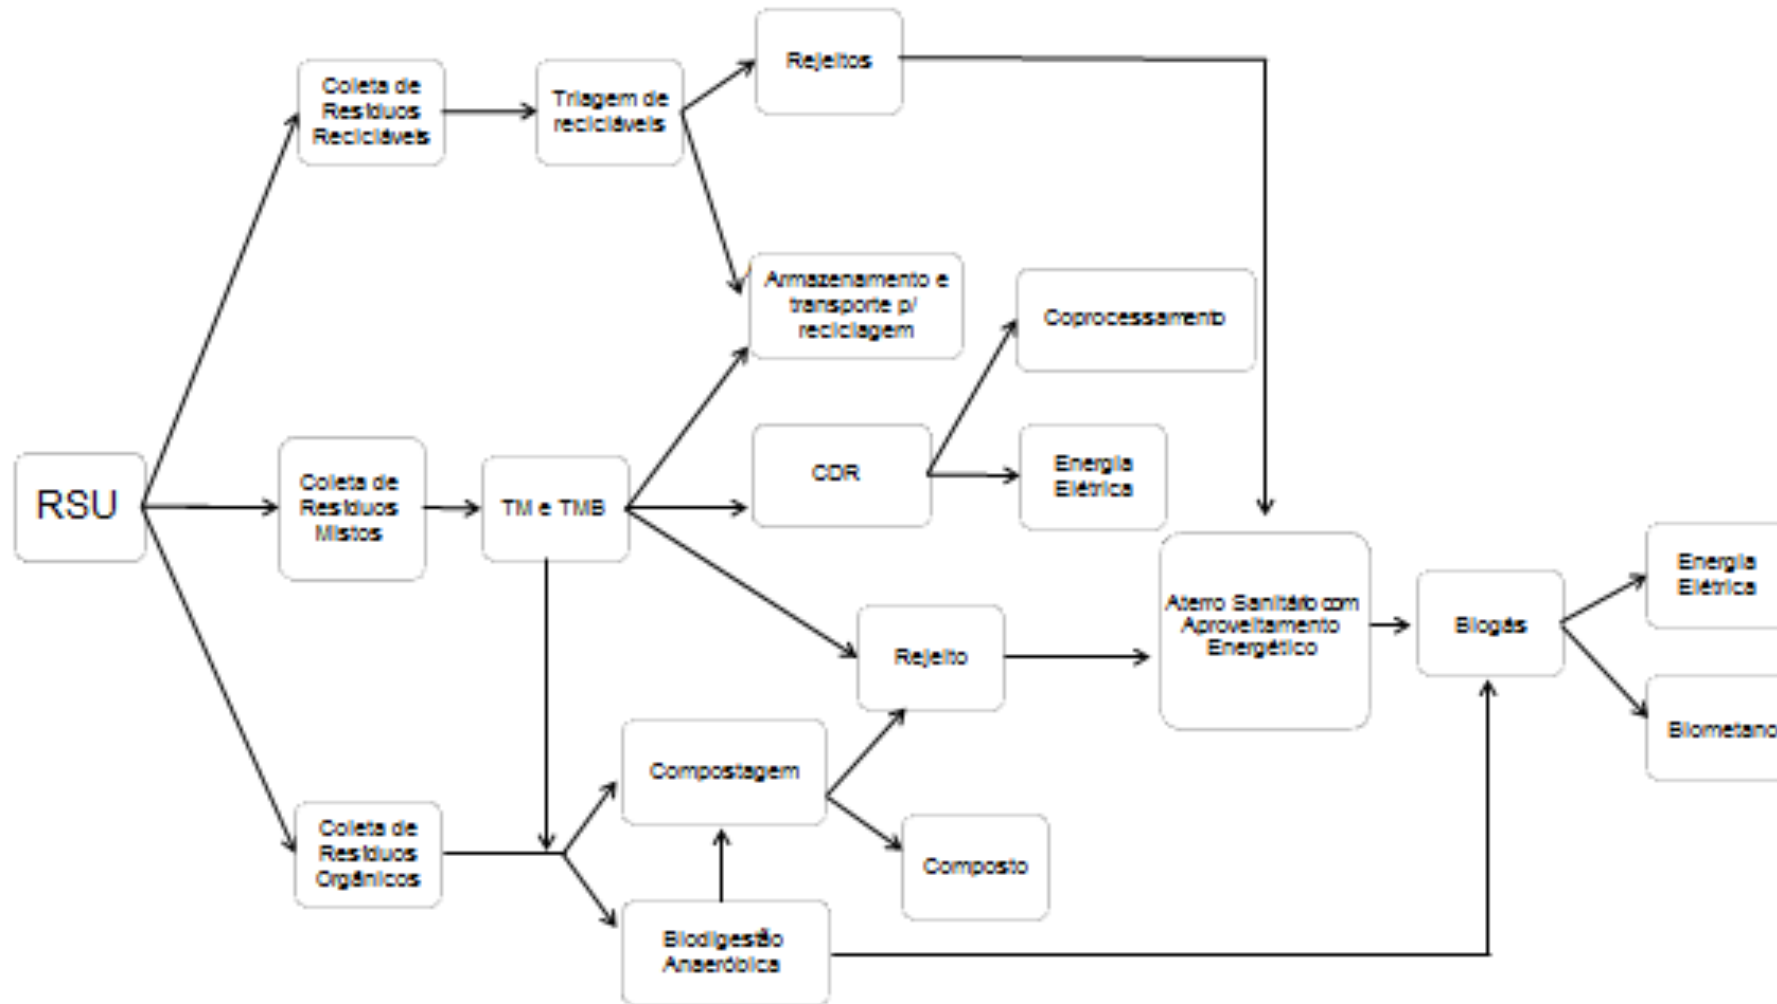 Rejeitos
Coleta de
Resíduos
Recicláveis
Triagem de
recicláveis
Armazenamento e
transporte p/
reciclagem
Coprocessamento
RSU
Coleta de
Resíduos
Mistos
TM e TMB
CDR
Energia
Elétrica
Aterro Sanitário com
Aproveitamento
Energético
Biogás
Energia
Elétrica
Rejeito
Biometano
Compostagem
Coleta de
Resíduos
Orgânicos
Composto
Biodigestão
Anaeróbica